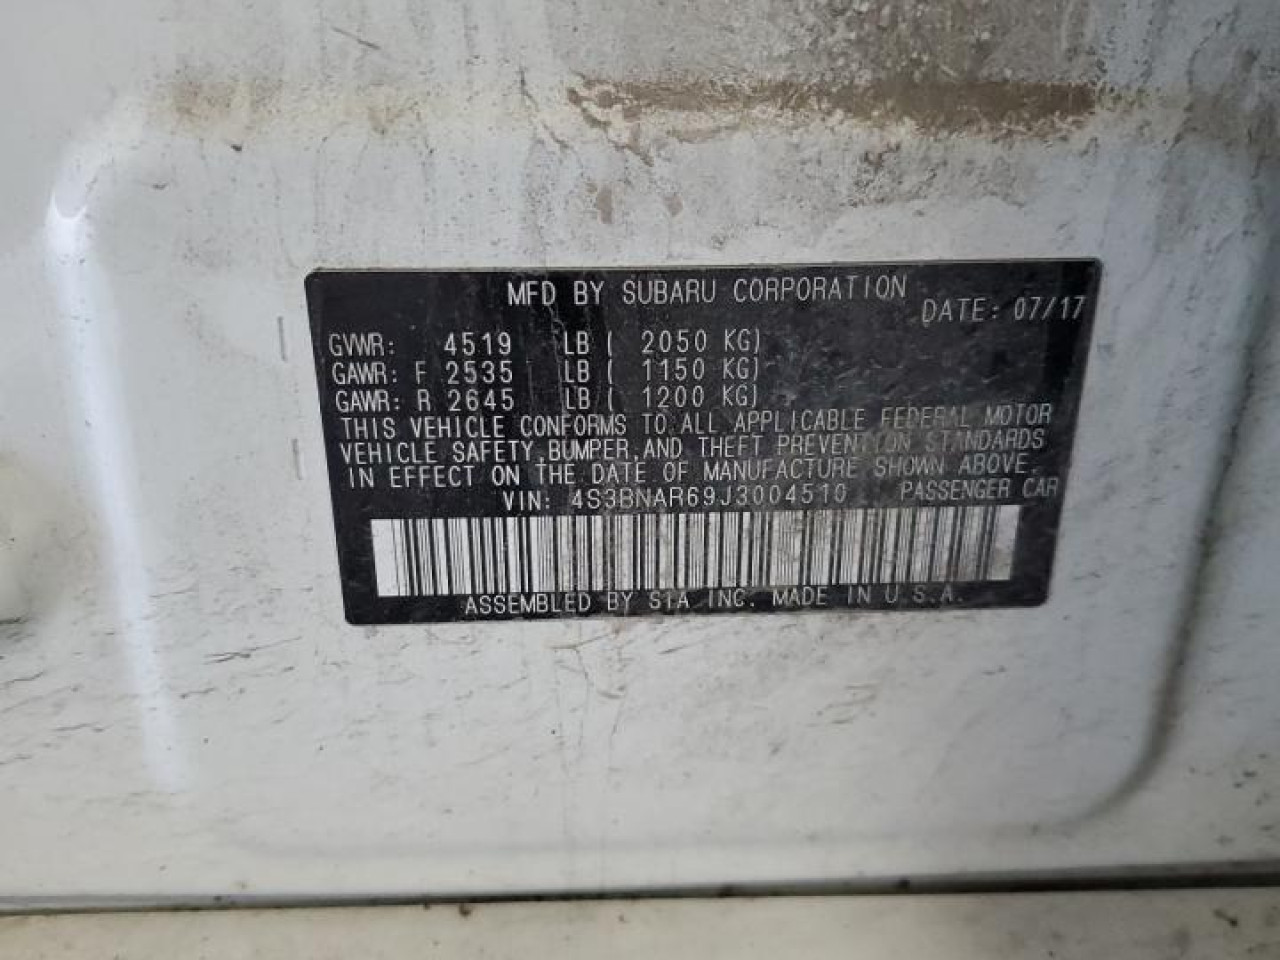 MFD BY SUBARU CORPORATION
DATE: 07/17
GVWR: 4519 LB ( 2050 KG)
GAWR: F 2535 LB ( 1150 KG)
GAWR: R 2645 LB ( 1200 KG)
THIS VEHICLE CONFORMS TO ALL APPLICABLE FEDERAL MOTOR
VEHICLE SAFETY,BUMPER,AND THEFT PREVENTION STANDARDS
IN EFFECT ON THE DATE OF MANUFACTURE SHOWN ABOVE.
VIN: 4S3BNAR69J3004510 PASSENGER CAR
ASSEMBLED BY SIA INC. MADE IN U.S.A.